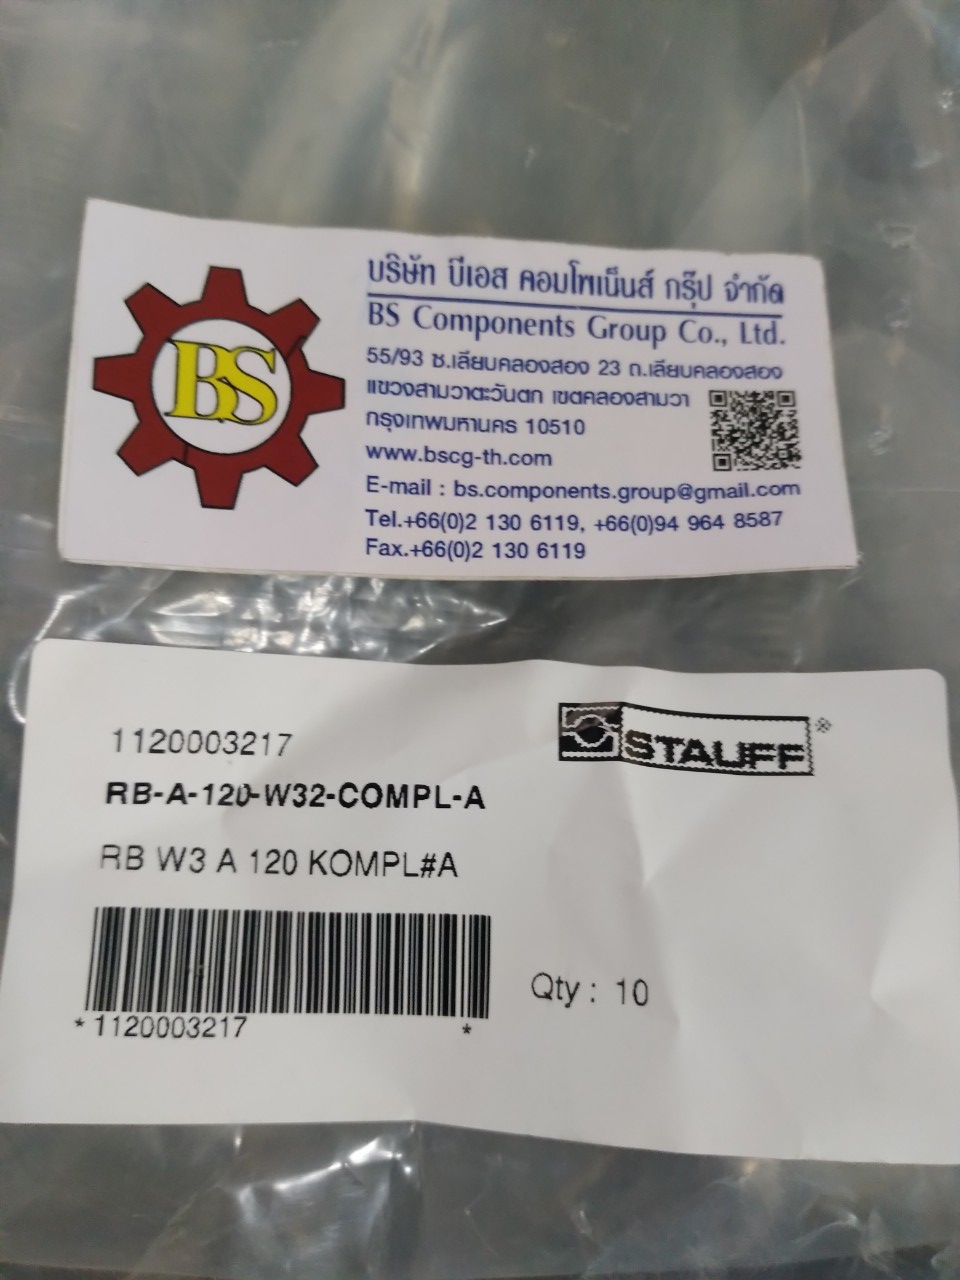 BS
บริษัท บีเอส คอมโพเน็นส์ กรุ๊ป จำกัด
BS Components Group Co., Ltd.
55/93 ซ.เลียบคลองสอง 23 ถ.เลียบคลองสอง
แขวงสามวาตะวันตก เขตคลองสามวา
กรุงเทพมหานคร 10510
www.bscg-th.com
E-mail : bs.components.group@gmail.com
Tel.+66(0)2 130 6119, +66(0)94 964 8587
Fax.+66(0)2 130 6119
1120003217
STAUFF®
RB-A-120-W32-COMPL-A
RB W3 A 120 KOMPL#A
Qty : 10
*1120003217 *